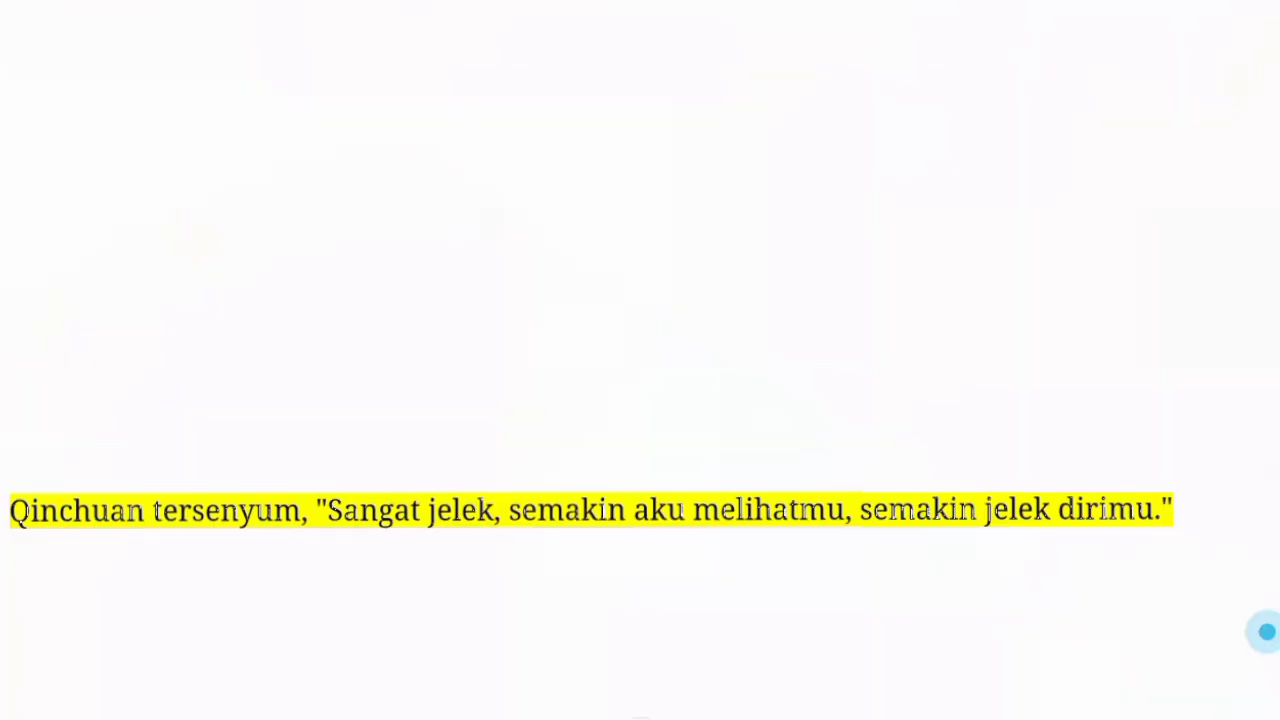 Qinchuan tersenyum, "Sangat jelek, semakin aku melihatmu, semakin jelek dirimu."